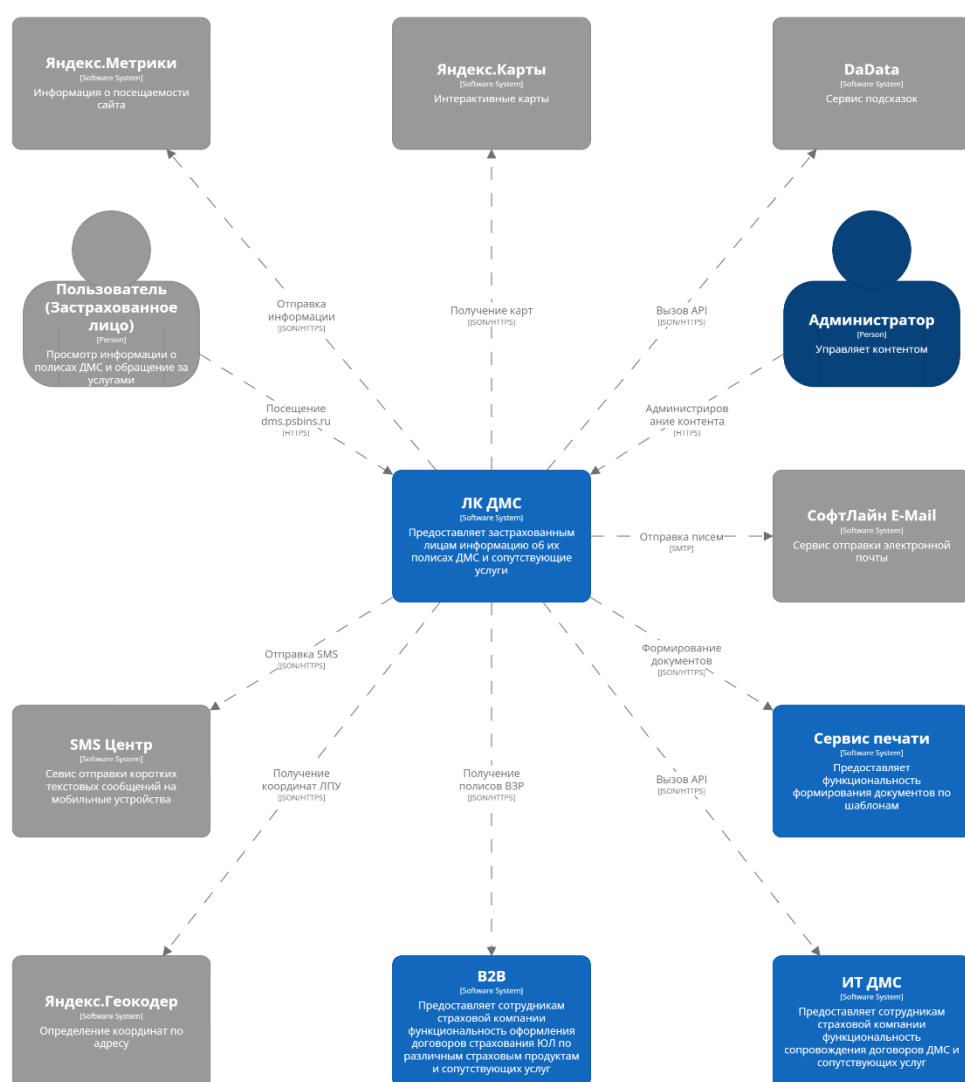 Яндекс.Метрики
[Software System]
Информация о посещаемости
сайта
Яндекс.Карты
[Software System]
Интерактивные карты
DaData
[Software System]
Сервис подсказок
Пользователь
(Застрахованное
лицо)
[Person]
Просмотр информации о
полисах ДМС и обращение за
услугами
Отправка
информации
[JSON/HTTPS]
Получение карт
[JSON/HTTPS]
Вызов API
[JSON/HTTPS]
Администратор
[Person]
Управляет контентом
Посещение
dms.psbins.ru
[HTTPS]
Администриров
ание контента
[HTTPS]
ЛК ДМС
[Software System]
Предоставляет застрахованным
лицам информацию об их
полисах ДМС и сопутствующие
услуги
Отправка писем
[SMTP]
СофтЛайн E-Mail
[Software System]
Сервис отправки электронной
почты
Отправка SMS
[JSON/HTTPS]
Формирование
документов
[JSON/HTTPS]
SMS Центр
[Software System]
Севис отправки коротких
текстовых сообщений на
мобильные устройства
Получение
координат ЛПУ
[JSON/HTTPS]
Получение
полисов ВЗР
[JSON/HTTPS]
Вызов API
[JSON/HTTPS]
Сервис печати
[Software System]
Предоставляет
функциональность
формирования документов по
шаблонам
Яндекс.Геокодер
[Software System]
Определение координат по
адресу
B2B
[Software System]
Предоставляет сотрудникам
страховой компании
функциональность оформления
договоров страхования ЮЛ по
различным страховым продуктам
и сопутствующих услуг
ИТ ДМС
[Software System]
Предоставляет сотрудникам
страховой компании
функциональность
сопровождения договоров ДМС и
сопутствующих услуг